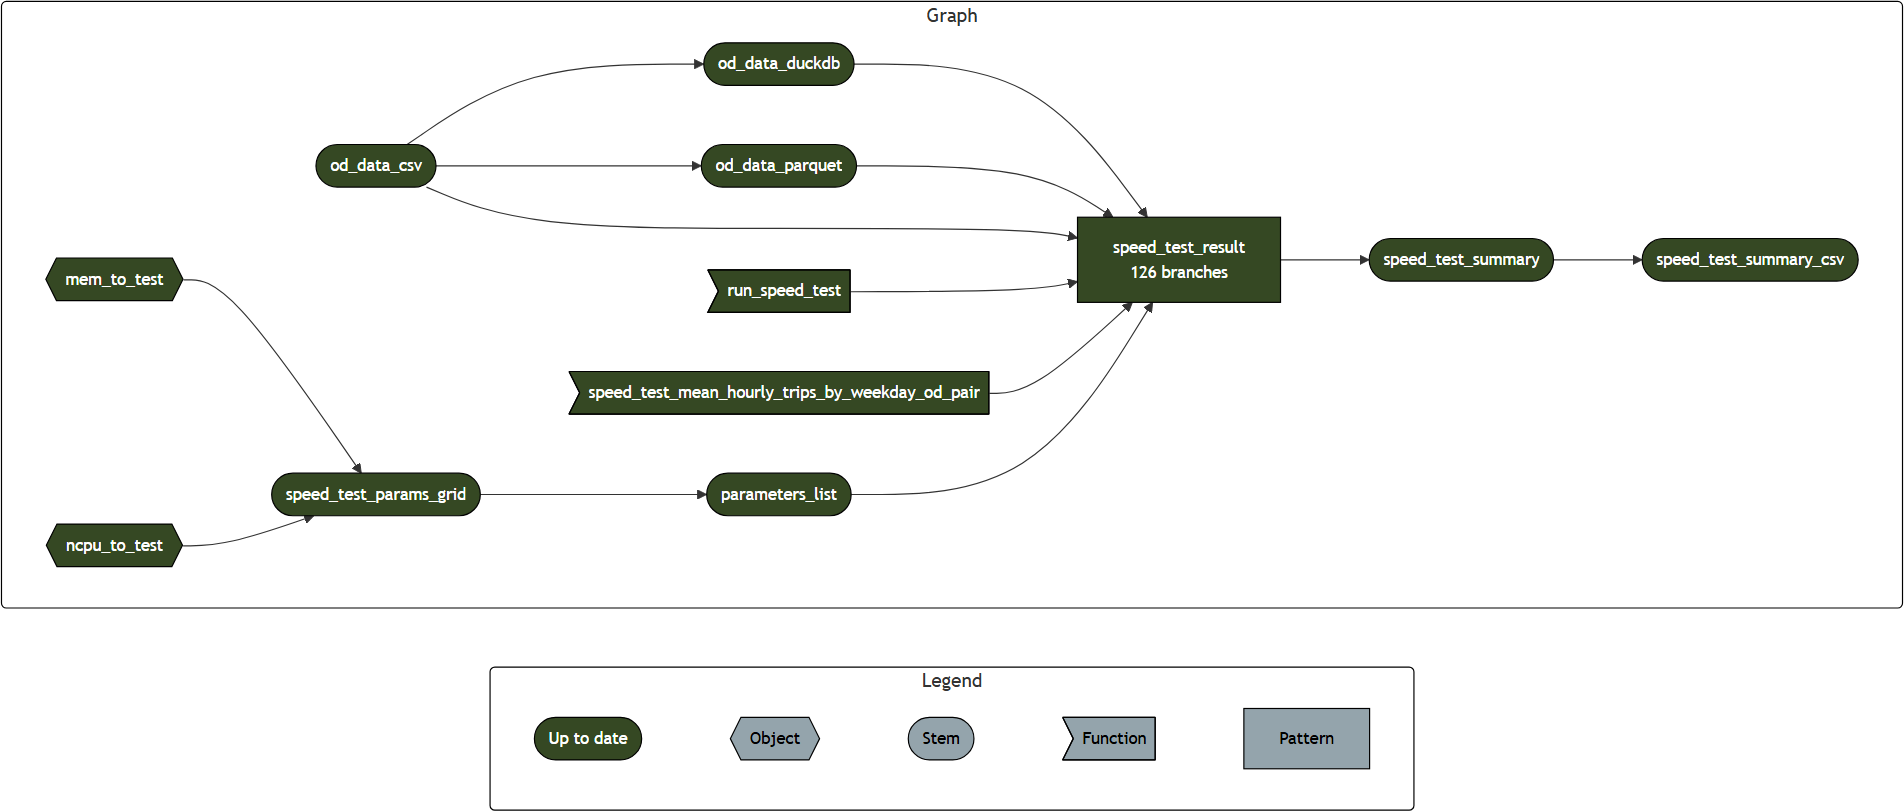 Graph
od_data_duckdb
od_data_csv
od_data_parquet
speed_test_result
126 branches
speed_test_summary
speed_test_summary_csv
mem_to_test
run_speed_test
speed_test_mean_hourly_trips_by_weekday_od_pair
speed_test_params_grid
parameters_list
ncpu_to_test
Legend
Up to date
Object
Stem
Function
Pattern